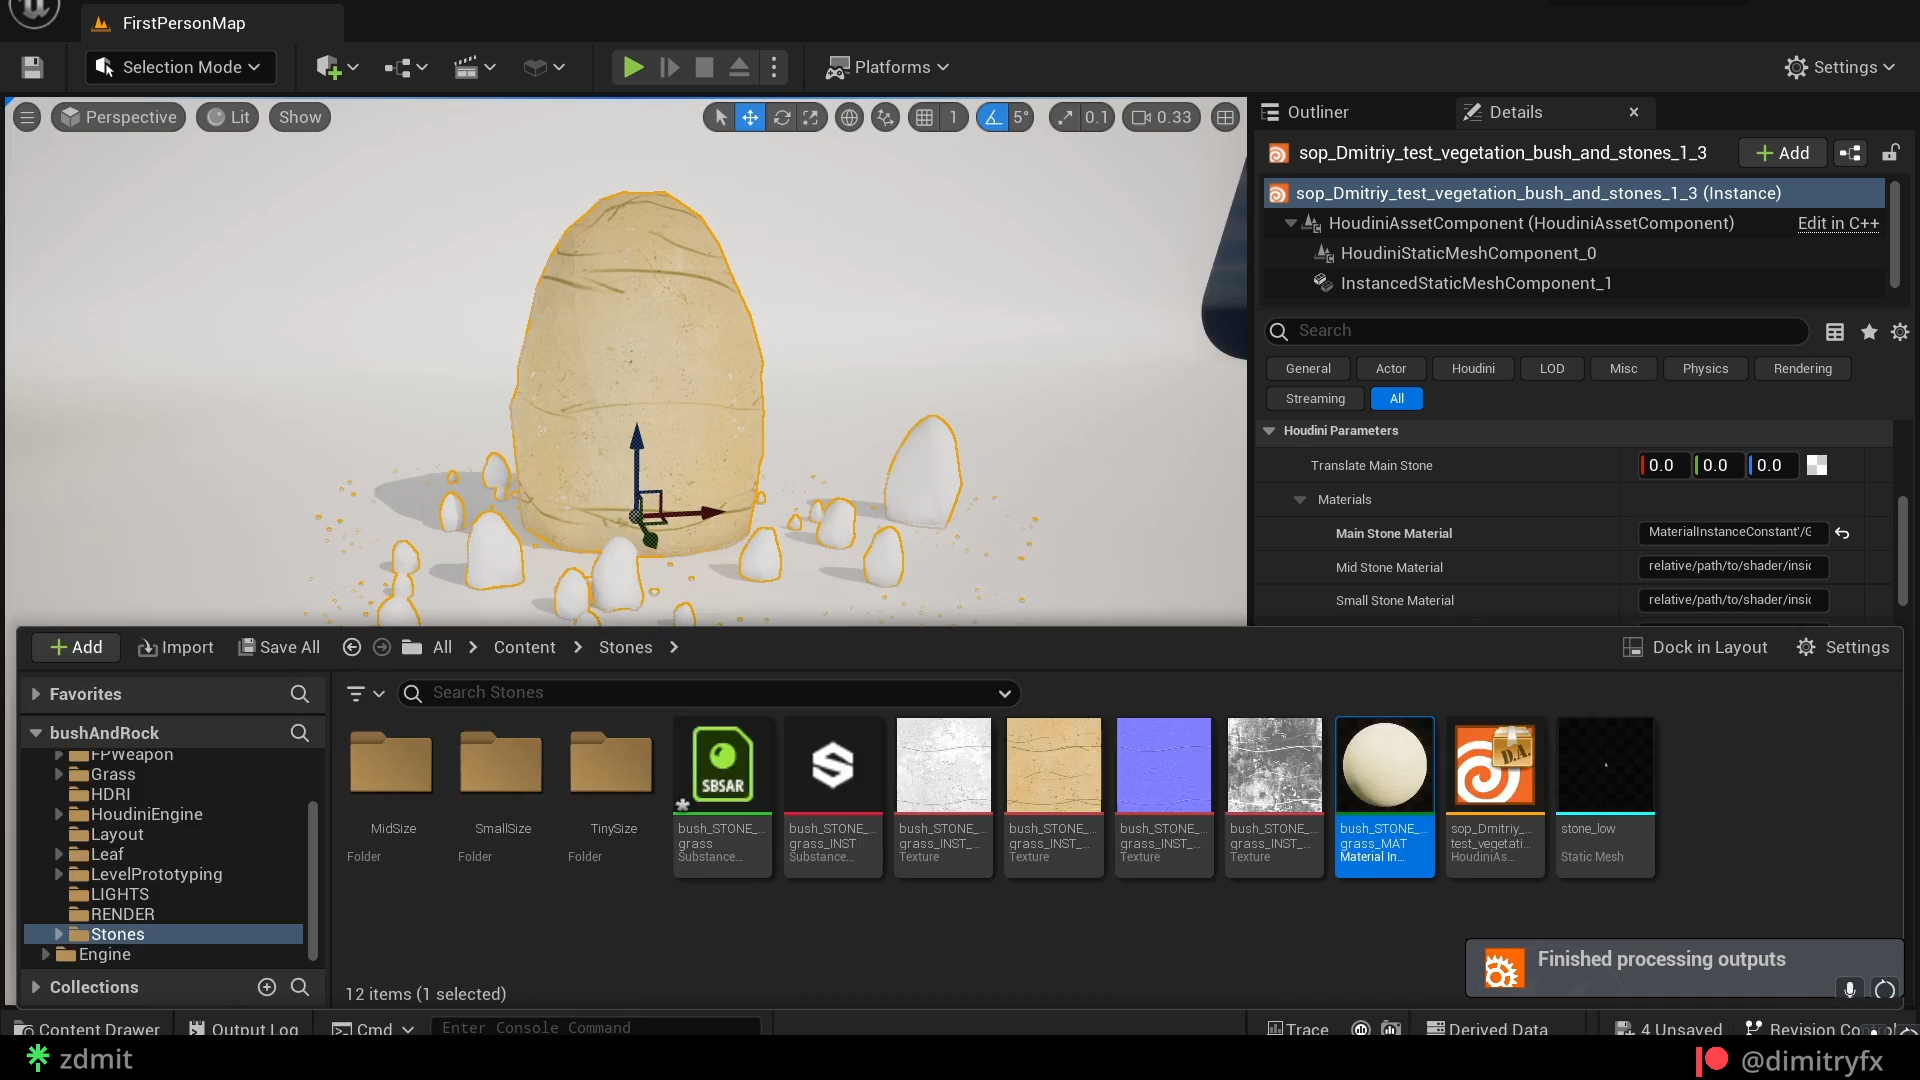 FirstPersonMap
Selection Mode
Platforms
Settings
Perspective
Lit
Show
1
5°
0.1
0.33
Outliner
Details
sop_Dmitriy_test_vegetation_bush_and_stones_1_3
Add
sop_Dmitriy_test_vegetation_bush_and_stones_1_3 (Instance)
HoudiniAssetComponent (HoudiniAssetComponent)
Edit in C++
HoudiniStaticMeshComponent_0
InstancedStaticMeshComponent_1
Search
General
Actor
Houdini
LOD
Misc
Physics
Rendering
Streaming
All
Houdini Parameters
Translate Main Stone
0.0
0.0
0.0
Materials
Main Stone Material
MaterialInstanceConstant'/G
Mid Stone Material
relative/path/to/shader/insic
Small Stone Material
relative/path/to/shader/insic
Add
Import
Save All
All
Content
Stones
Dock in Layout
Settings
Favorites
Search Stones
bushAndRock
FPWeapon
Grass
HDRI
HoudiniEngine
Layout
Leaf
LevelPrototyping
LIGHTS
RENDER
Stones
Engine
Collections
MidSize
Folder
SmallSize
Folder
TinySize
Folder
SBSAR
bush_STONE_...
grass
Substance...
bush_STONE_...
grass_INST
Substance...
bush_STONE_...
grass_INST_...
Texture
bush_STONE_...
grass_INST_...
Texture
bush_STONE_...
grass_INST_...
Texture
bush_STONE_...
grass_INST_...
Texture
bush_STONE_...
grass_MAT
Material In...
D.A.
sop_Dmitriy_...
test_vegetati...
HoudiniAs...
stone_low
Static Mesh
12 items (1 selected)
Finished processing outputs
Content Drawer
Output Log
Cmd
Enter Console Command
Trace
Derived Data
4 Unsaved
Revision Control
zdmit
@dimitryfx